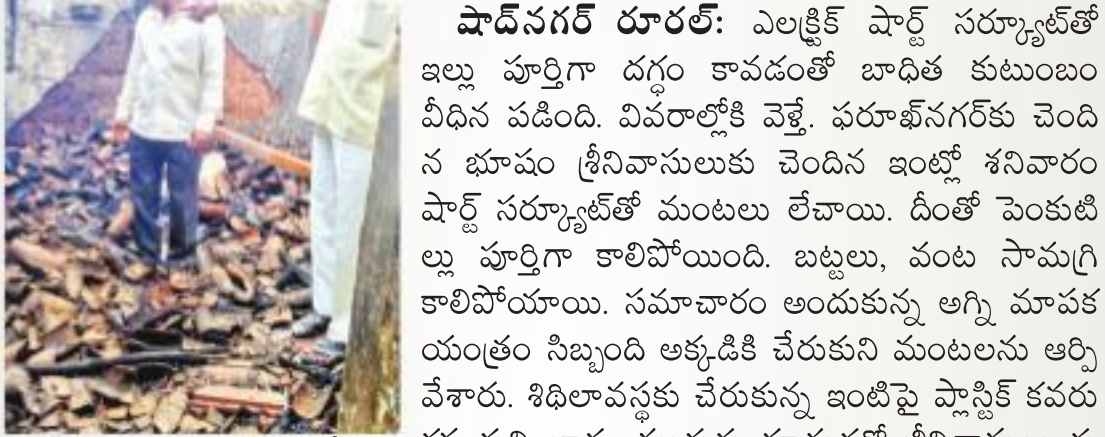 షాద్‌నగర్ రూరల్: ఎలక్ట్రిక్ షార్ట్ సర్క్యూట్‌తో
ఇల్లు పూర్తిగా దగ్ధం కావడంతో బాధిత కుటుంబం
వీధిన పడింది. వివరాల్లోకి వెళ్తే. ఫరూఖ్‌నగర్‌కు చెంది
న భూషం శ్రీనివాసులుకు చెందిన ఇంట్లో శనివారం
షార్ట్ సర్క్యూట్‌తో మంటలు లేచాయి. దీంతో పెంకుటి
ల్లు పూర్తిగా కాలిపోయింది. బట్టలు, వంట సామగ్రి
కాలిపోయాయి. సమాచారం అందుకున్న అగ్ని మాపక
యంత్రం సిబ్బంది అక్కడికి చేరుకుని మంటలను ఆర్పి
వేశారు. శిథిలావస్థకు చేరుకున్న ఇంటిపై ప్లాస్టిక్ కవరు